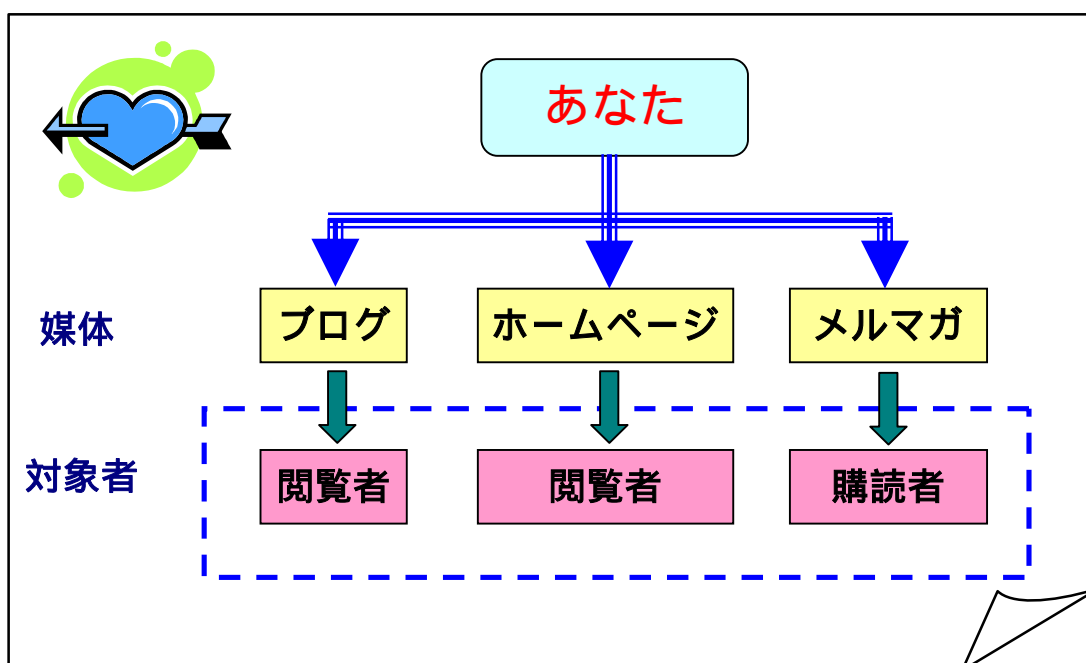 あなた
媒体
ブログ
ホームページ
メルマガ
対象者
閲覧者
閲覧者
購読者